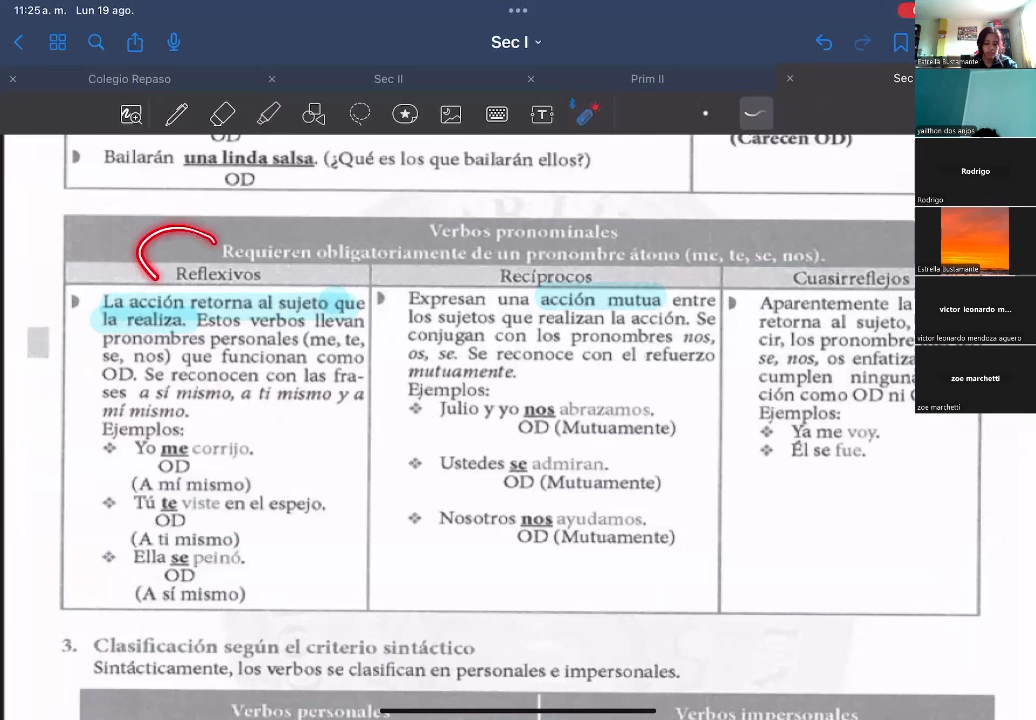 11:25 a. m. Lun 19 ago.
Sec I
Colegio Repaso
Sec II
Prim II
Sec
OD
(Carecen OD)
Bailarán una linda salsa. (¿Qué es los que bailarán ellos?)
OD
Verbos pronominales
Requieren obligatoriamente de un pronombre átono (me, te, se, nos).
Reflexivos
La acción retorna al sujeto que
la realiza. Estos verbos llevan
pronombres personales (me, te,
se, nos) que funcionan como
OD. Se reconocen con las fra-
ses a sí mismo, a ti mismo y a
mí mismo.
Ejemplos:
Yo me corrijo.
OD
(A mí mismo)
Tú te viste en el espejo.
OD
(A ti mismo)
Ella se peinó.
OD
(A sí mismo)
Recíprocos
Expresan una acción mutua entre
los sujetos que realizan la acción. Se
conjugan con los pronombres nos,
os, se. Se reconoce con el refuerzo
mutuamente.
Ejemplos:
Julio y yo nos abrazamos.
OD (Mutuamente)
Ustedes se admiran.
OD (Mutuamente)
Nosotros nos ayudamos.
OD (Mutuamente)
Cuasirreflejos
Aparentemente la
retorna al sujeto,
cir, los pronombre
se, nos, os enfatiza
cumplen ninguna
ción como OD ni
Ejemplos:
Ya me voy.
Él se fue.
3. Clasificación según el criterio sintáctico
Sintácticamente, los verbos se clasifican en personales e impersonales.
Verbos personales
Verbos impersonales
Estrella Bustamante
yailthon dos anjos
Rodrigo
Rodrigo
Estrella Bustamante
victor leonardo m...
victor leonardo mendoza aguero
zoe marchetti
zoe marchetti